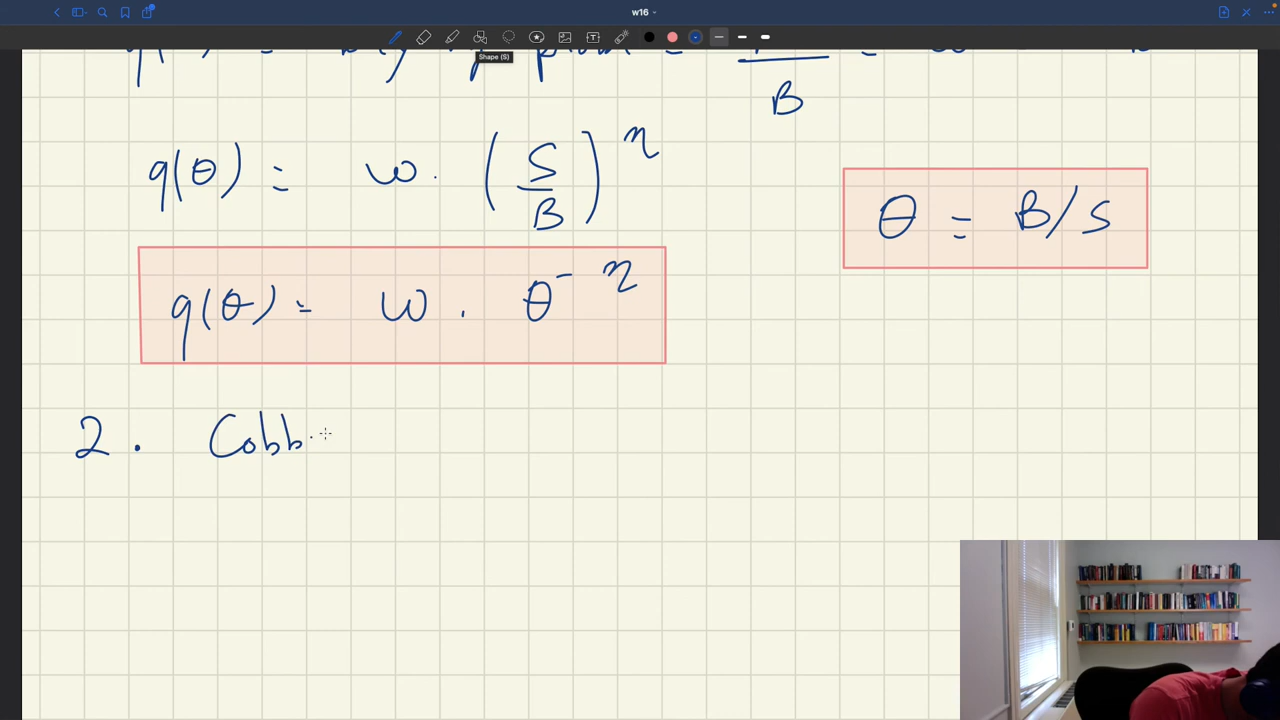 w16
Shape (S)
B
q(θ) = ω · (S/B)^η
θ = B/S
q(θ) = ω · θ^-η
2. Cobb